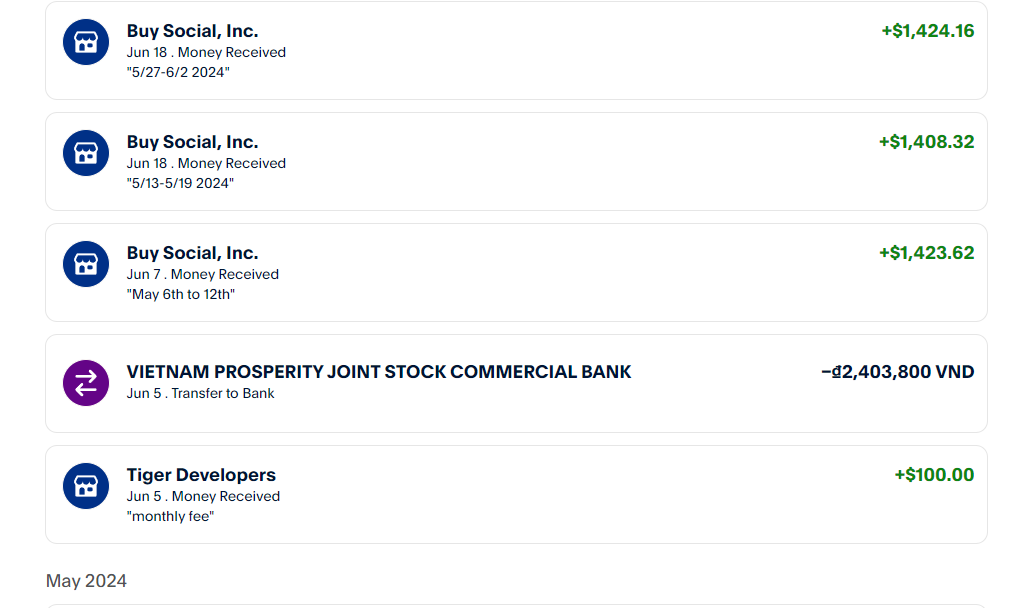 Buy Social, Inc.
+$1,424.16
Jun 18 . Money Received
"5/27-6/2 2024"
Buy Social, Inc.
+$1,408.32
Jun 18 . Money Received
"5/13-5/19 2024"
Buy Social, Inc.
+$1,423.62
Jun 7 . Money Received
"May 6th to 12th"
VIETNAM PROSPERITY JOINT STOCK COMMERCIAL BANK
−₫2,403,800 VND
Jun 5 . Transfer to Bank
Tiger Developers
+$100.00
Jun 5 . Money Received
"monthly fee"
May 2024